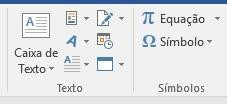 Caixa de
Texto
Texto
π Equação
Ω Símbolo
Símbolos